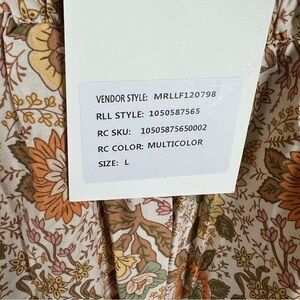 VENDOR STYLE: MRLLF120798
RLL STYLE: 1050587565
RC SKU: 10505875650002
RC COLOR: MULTICOLOR
SIZE: L